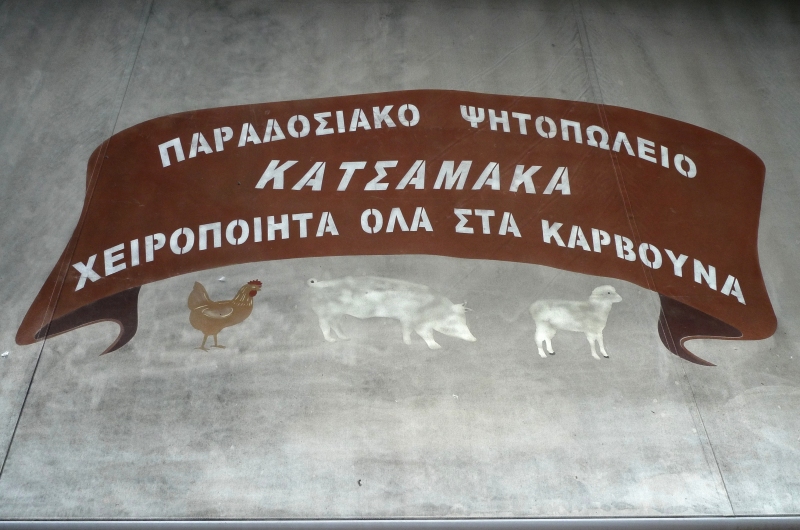 ΠΑΡΑΔΟΣΙΑΚΟ ΨΗΤΟΠΩΛΕΙΟ
ΚΑΤΣΑΜΑΚΑ
ΧΕΙΡΟΠΟΙΗΤΑ ΟΛΑ ΣΤΑ ΚΑΡΒΟΥΝΑ